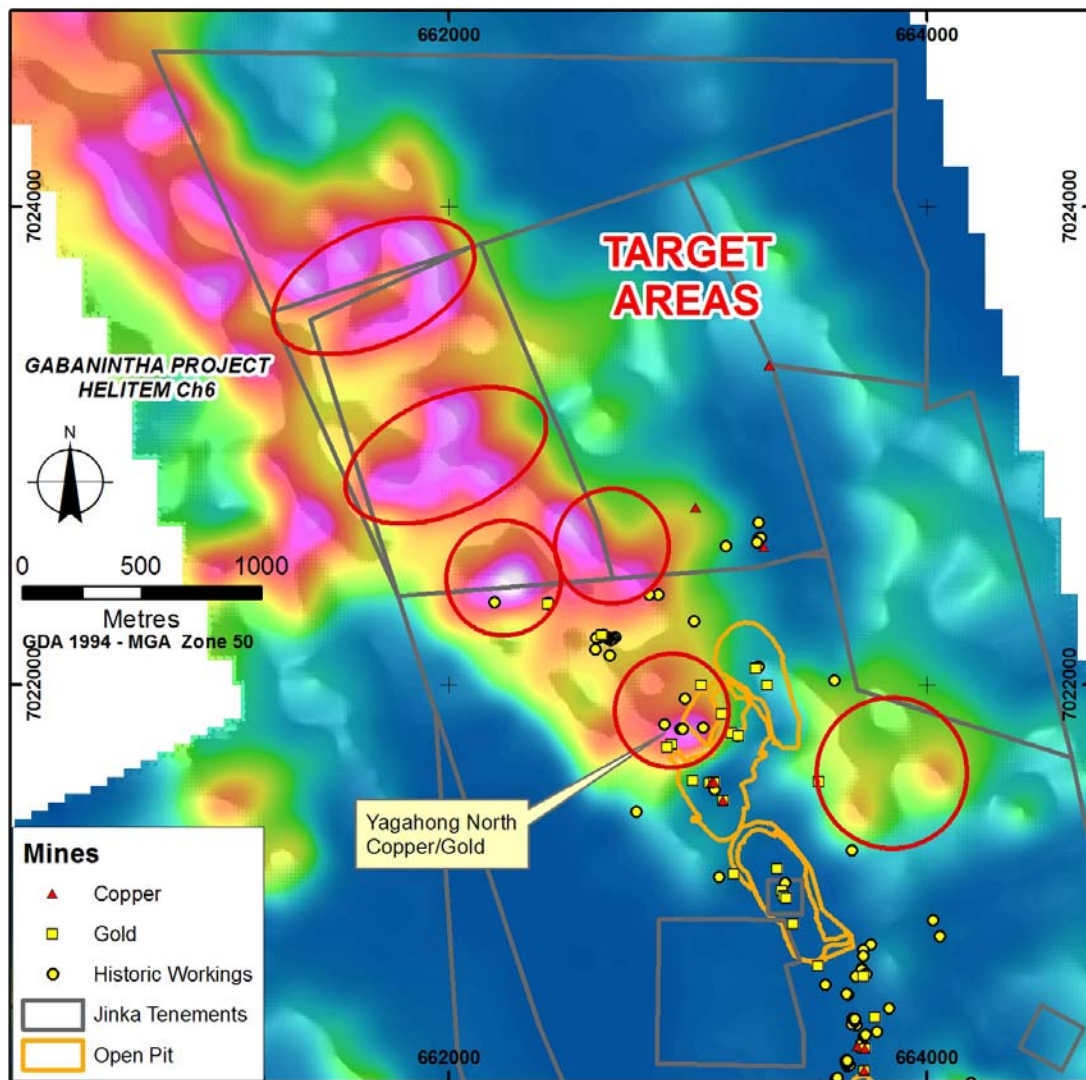 662000
664000
7024000
7024000
TARGET
AREAS
GABANINTHA PROJECT
HELITEM Ch6
N
0 500 1000
Metres
GDA 1994 - MGA Zone 50
7022000
7022000
Yagahong North
Copper/Gold
Mines
Copper
Gold
Historic Workings
Jinka Tenements
Open Pit
662000
664000